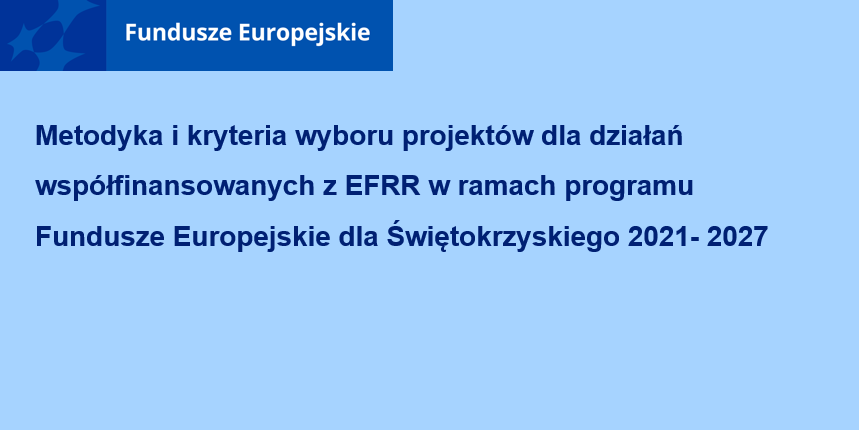 Fundusze Europejskie
Metodyka i kryteria wyboru projektów dla działań
współfinansowanych z EFRR w ramach programu
Fundusze Europejskie dla Świętokrzyskiego 2021- 2027